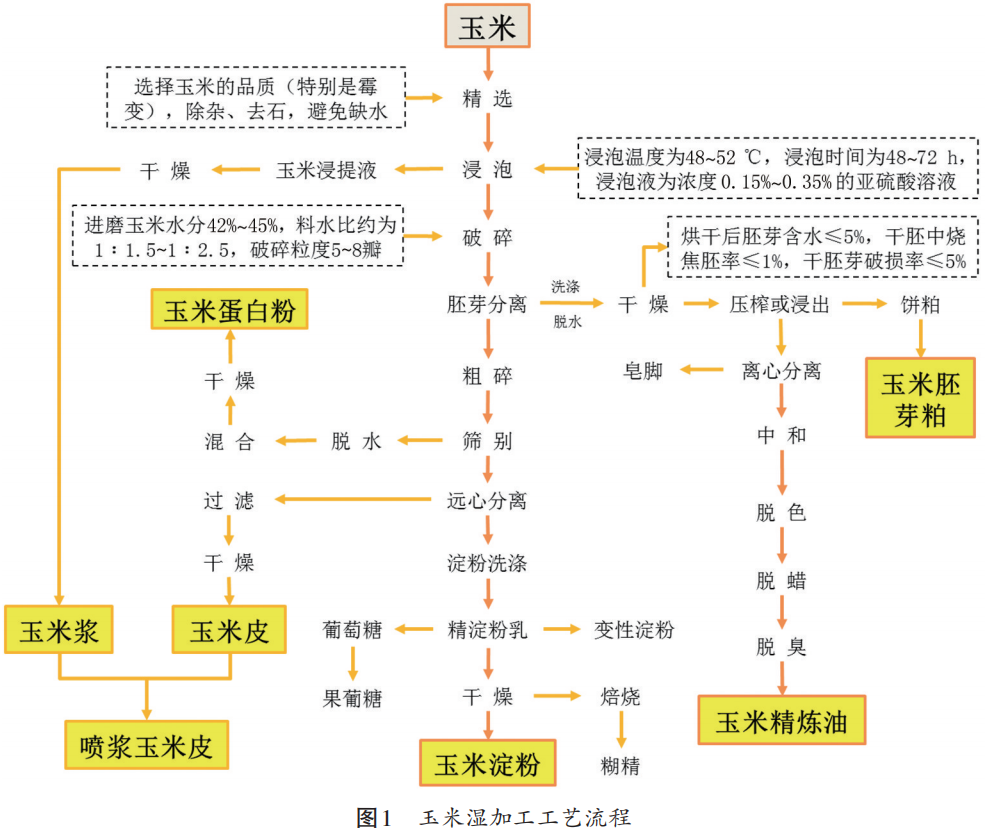 玉米
选择玉米的品质（特别是霉
变），除杂、去石，避免缺水
精 选
浸泡温度为48~52 ℃，浸泡时间为48~72 h，
浸泡液为浓度0.15%~0.35%的亚硫酸溶液
干 燥
玉米浸提液
浸 泡
进磨玉米水分42%~45%，料水比约为
1∶1.5~1∶2.5，破碎粒度5~8瓣
破 碎
烘干后胚芽含水≤5%，干胚中烧
焦胚率≤1%，干胚芽破损率≤5%
玉米蛋白粉
胚芽分离
洗涤
脱水
干 燥
压榨或浸出
饼粕
干 燥
粗 碎
皂脚
离心分离
玉米胚
芽粕
混 合
脱 水
筛 别
中 和
过 滤
远心分离
脱 色
干 燥
淀粉洗涤
脱 蜡
玉米浆
玉米皮
葡萄糖
精淀粉乳
变性淀粉
脱 臭
果葡糖
干 燥
焙烧
玉米精炼油
喷浆玉米皮
玉米淀粉
糊精
图1 玉米湿加工工艺流程